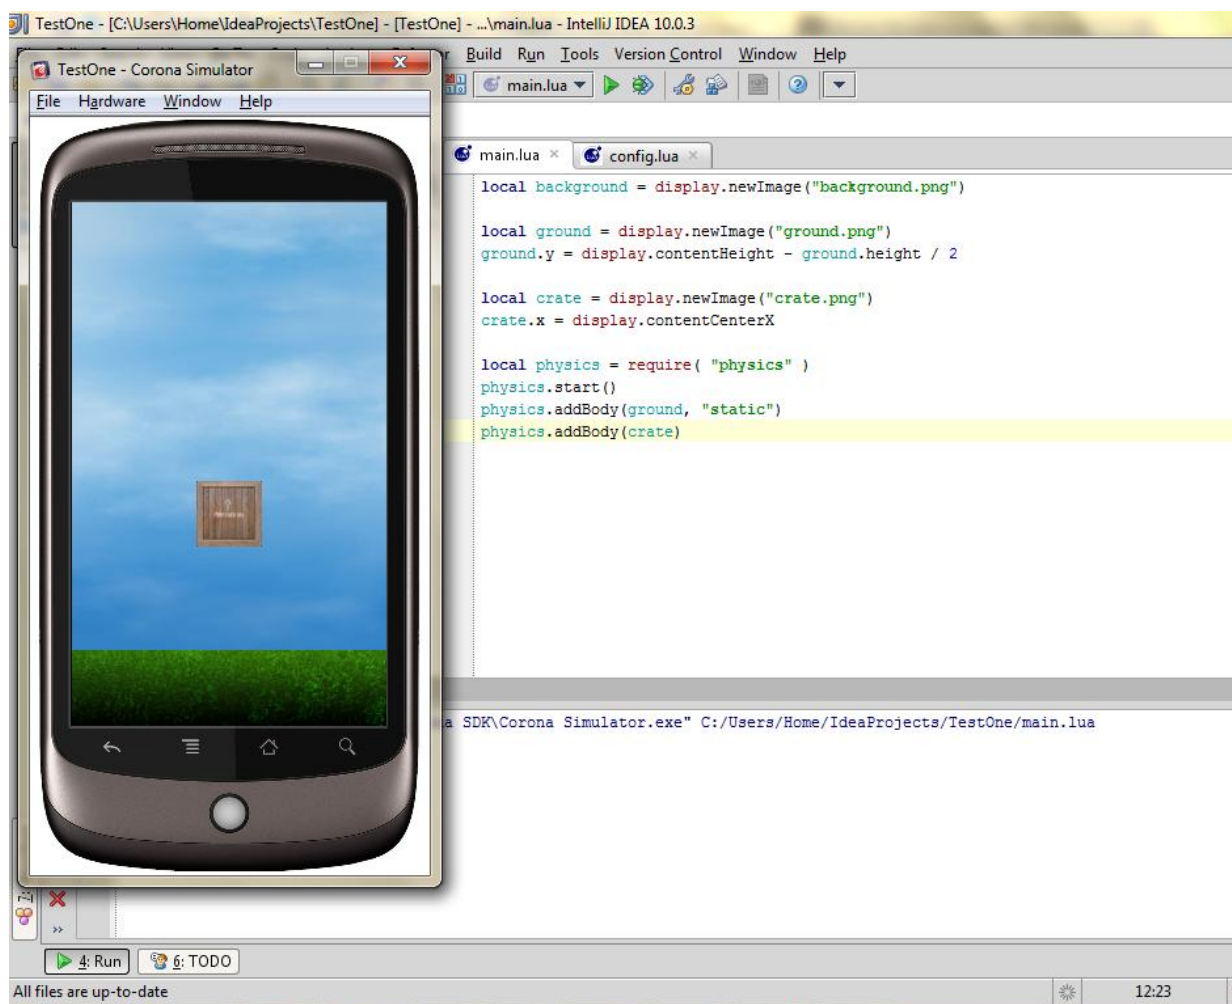 TestOne - [C:\Users\Home\IdeaProjects\TestOne] - [TestOne] - ...\main.lua - IntelliJ IDEA 10.0.3
Build Run Tools Version Control Window Help
TestOne - Corona Simulator
main.lua
File Hardware Window Help
main.lua config.lua
local background = display.newImage("background.png")
local ground = display.newImage("ground.png")
ground.y = display.contentHeight - ground.height / 2
local crate = display.newImage("crate.png")
crate.x = display.contentCenterX
local physics = require( "physics" )
physics.start()
physics.addBody(ground, "static")
physics.addBody(crate)
SDK\Corona Simulator.exe" C:/Users/Home/IdeaProjects/TestOne/main.lua
4: Run 6: TODO
All files are up-to-date 12:23